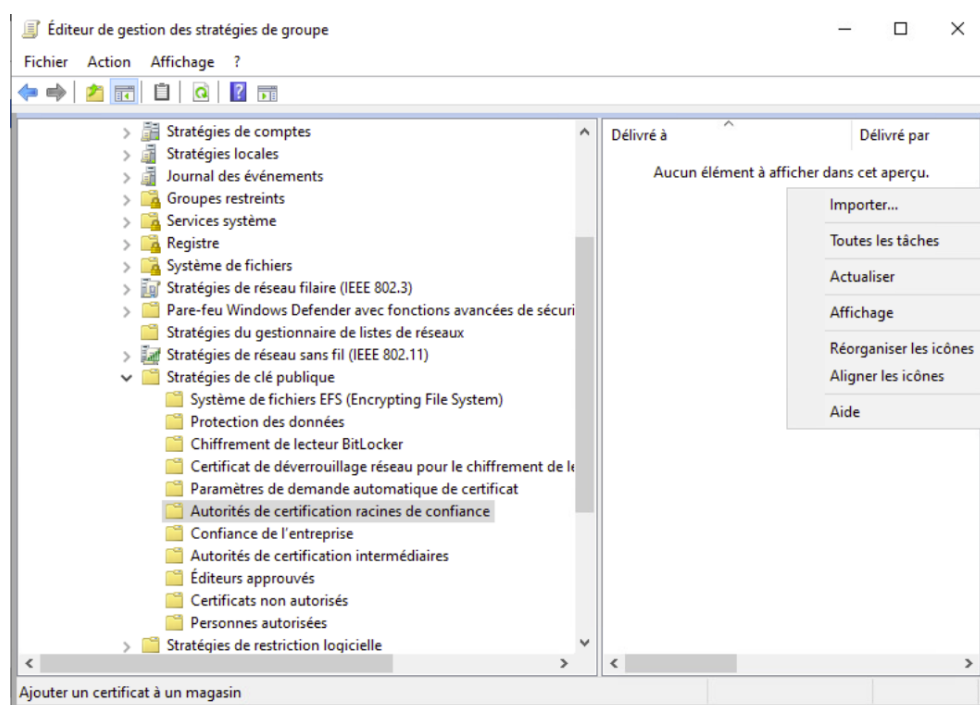 Éditeur de gestion des stratégies de groupe
Fichier Action Affichage ?
Stratégies de comptes
Stratégies locales
Journal des événements
Groupes restreints
Services système
Registre
Système de fichiers
Stratégies de réseau filaire (IEEE 802.3)
Pare-feu Windows Defender avec fonctions avancées de sécuri
Stratégies du gestionnaire de listes de réseaux
Stratégies de réseau sans fil (IEEE 802.11)
Stratégies de clé publique
Système de fichiers EFS (Encrypting File System)
Protection des données
Chiffrement de lecteur BitLocker
Certificat de déverrouillage réseau pour le chiffrement de le
Paramètres de demande automatique de certificat
Autorités de certification racines de confiance
Confiance de l'entreprise
Autorités de certification intermédiaires
Éditeurs approuvés
Certificats non autorisés
Personnes autorisées
Stratégies de restriction logicielle
Délivré à Délivré par
Aucun élément à afficher dans cet aperçu.
Importer...
Toutes les tâches
Actualiser
Affichage
Réorganiser les icônes
Aligner les icônes
Aide
Ajouter un certificat à un magasin